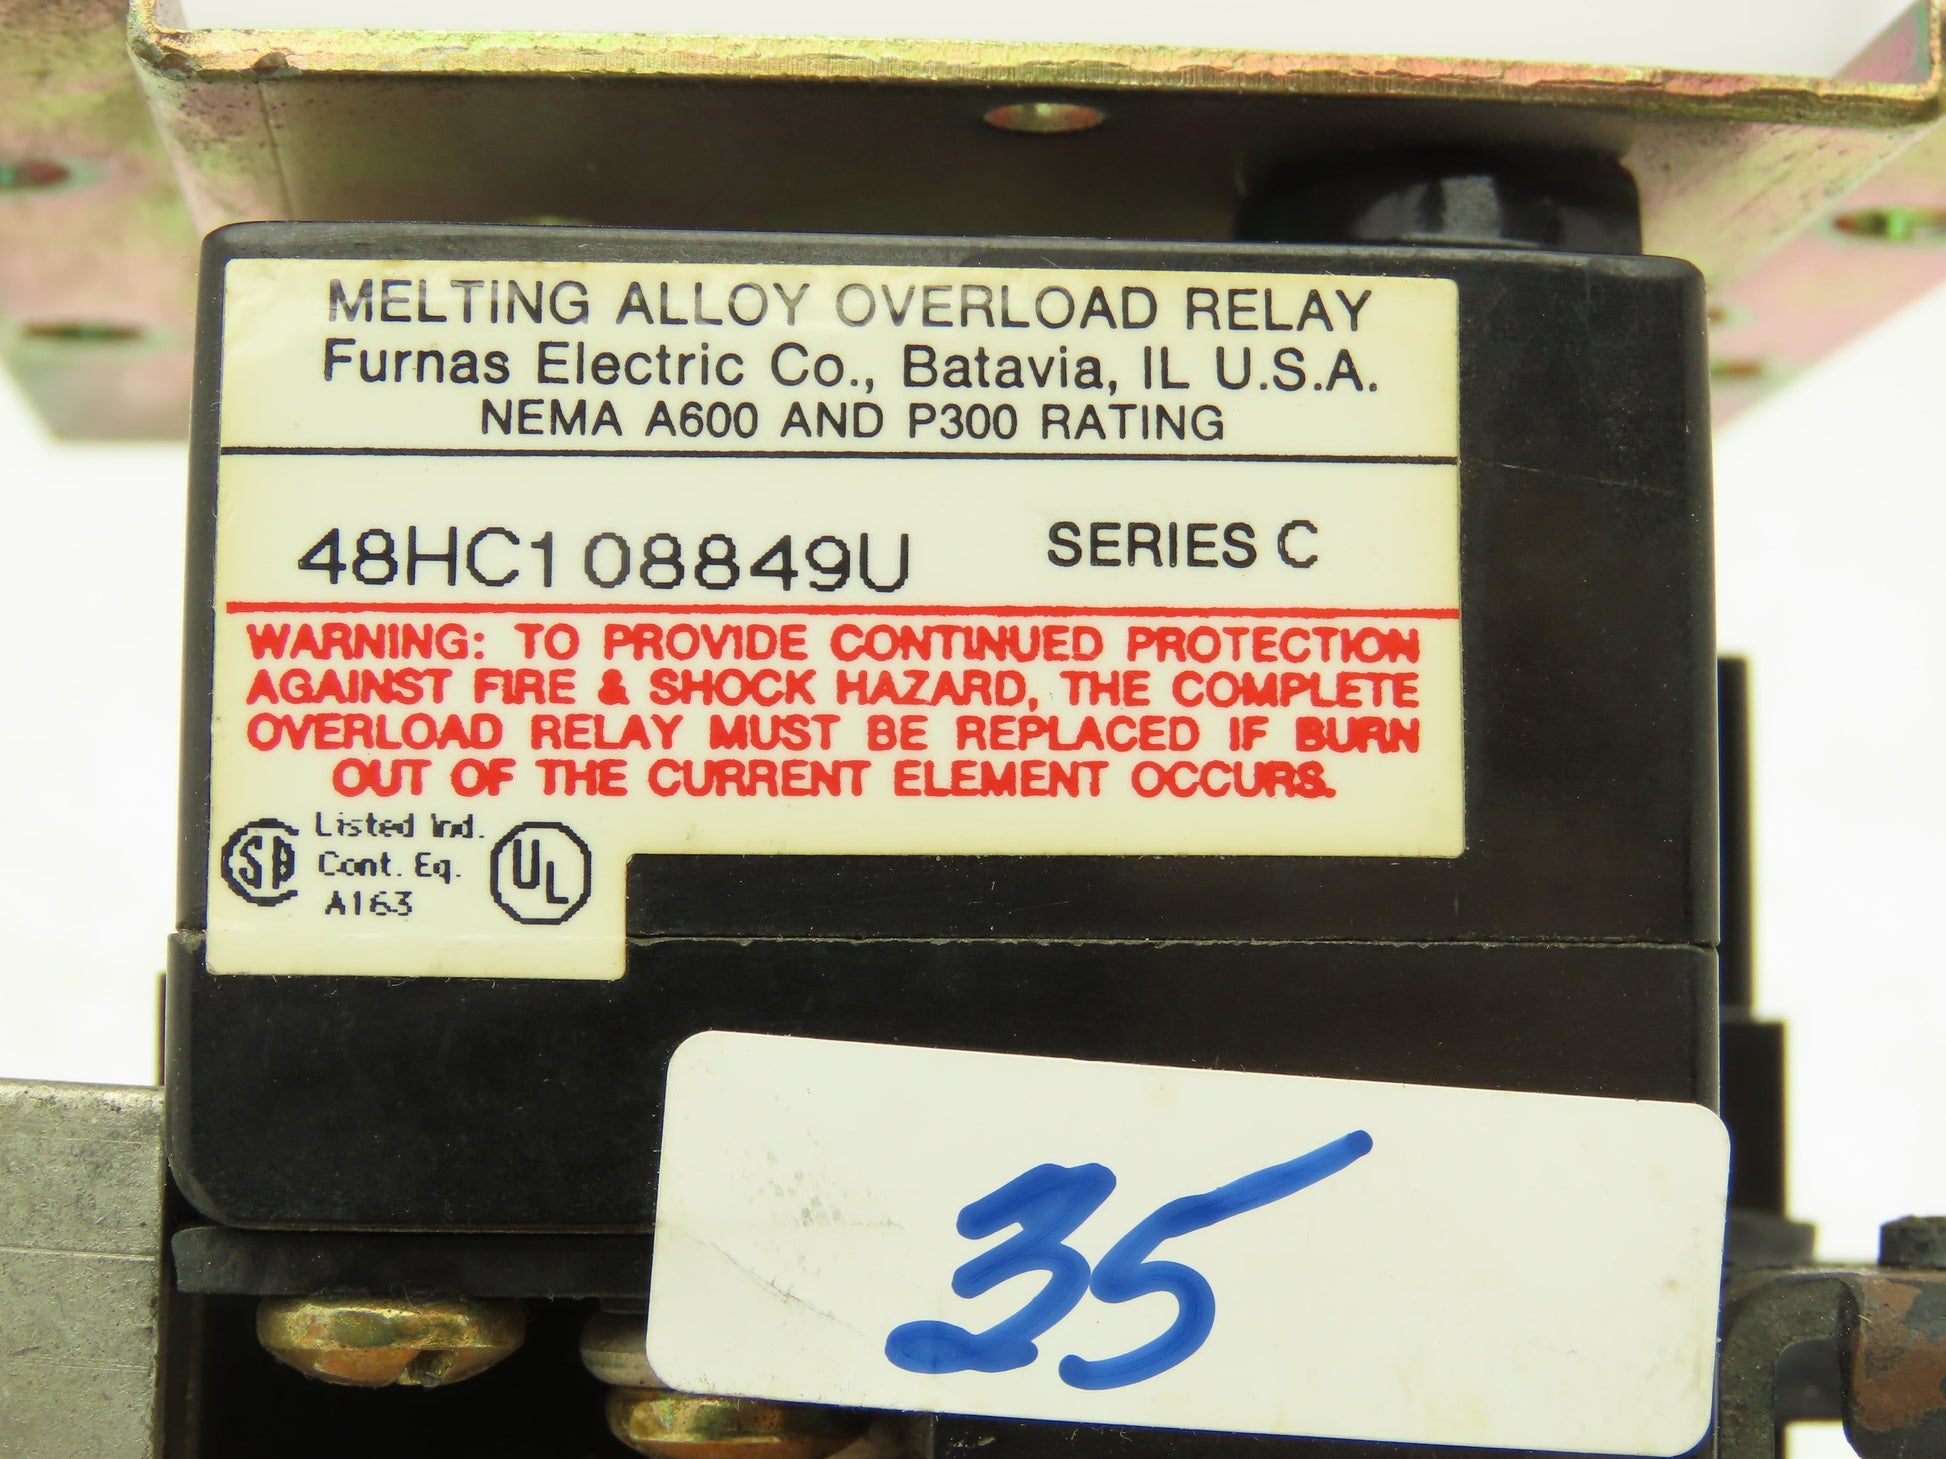 MELTING ALLOY OVERLOAD RELAY
Furnas Electric Co., Batavia, IL U.S.A.
NEMA A600 AND P300 RATING
48HC108849U SERIES C
WARNING: TO PROVIDE CONTINUED PROTECTION
AGAINST FIRE & SHOCK HAZARD, THE COMPLETE
OVERLOAD RELAY MUST BE REPLACED IF BURN
OUT OF THE CURRENT ELEMENT OCCURS.
SA Listed Ind. UL
Cont. Eq.
A163
35